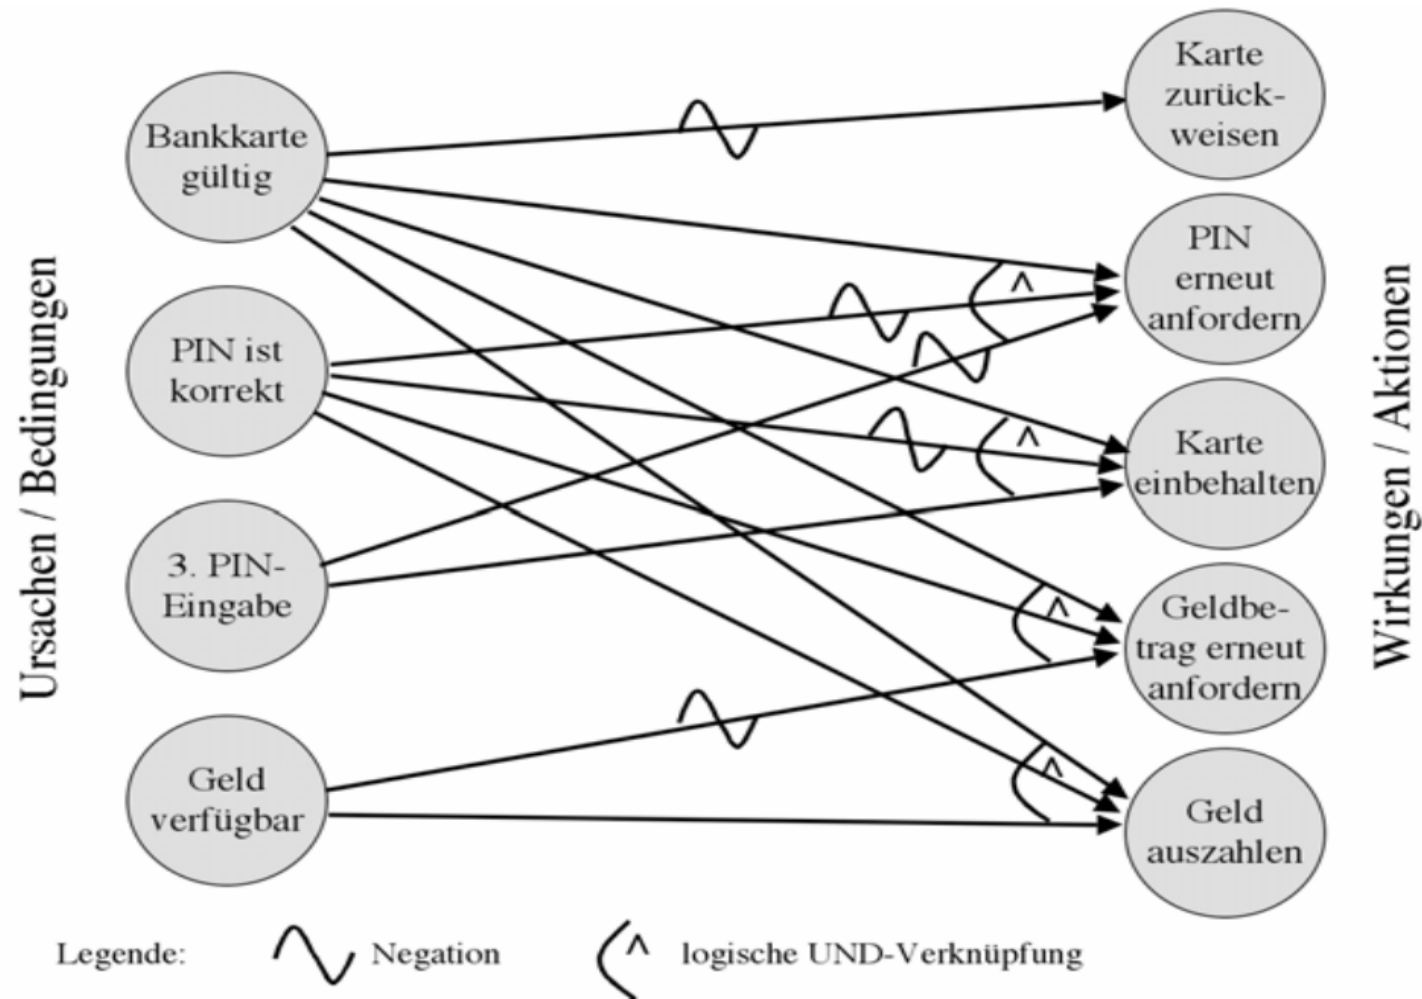 Ursachen / Bedingungen
Bankkarte
gültig
PIN ist
korrekt
3. PIN-
Eingabe
Geld
verfügbar
Karte
zurück-
weisen
PIN
erneut
anfordern
Karte
einbehalten
Geldbe-
trag erneut
anfordern
Geld
auszahlen
^
^
^
^
Wirkungen / Aktionen
Legende:
Negation
^
logische UND-Verknüpfung